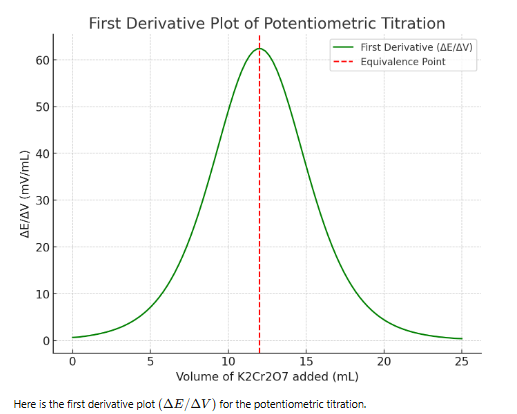 First Derivative Plot of Potentiometric Titration
First Derivative (ΔE/ΔV)
Equivalence Point
60
50
40
30
20
10
0
ΔE/ΔV (mV/mL)
0 5 10 15 20 25
Volume of K2Cr2O7 added (mL)
Here is the first derivative plot (ΔE/ΔV) for the potentiometric titration.